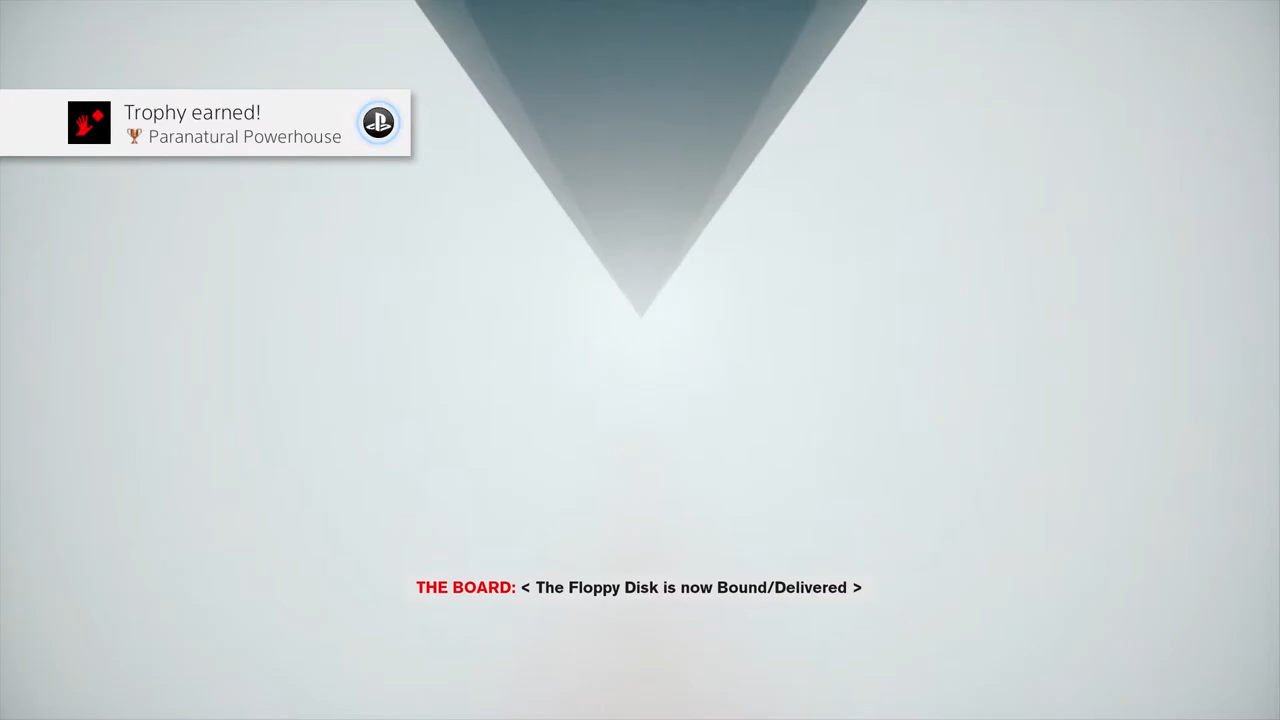 Trophy earned!
Paranatural Powerhouse
THE BOARD: < The Floppy Disk is now Bound/Delivered >